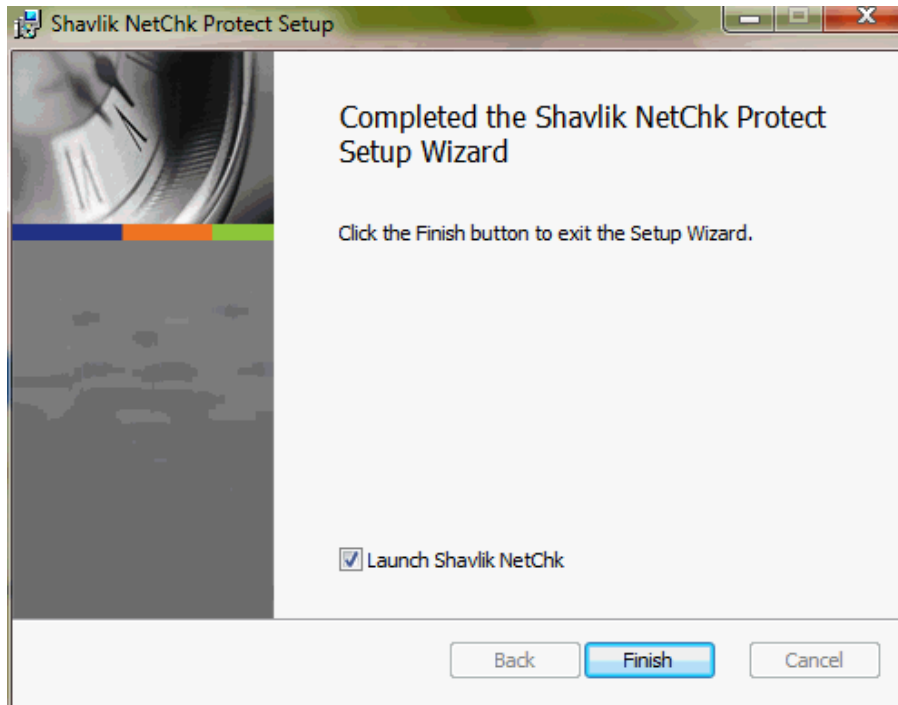 Shavlik NetChk Protect Setup
Completed the Shavlik NetChk Protect
Setup Wizard
Click the Finish button to exit the Setup Wizard.
Launch Shavlik NetChk
Back Finish Cancel